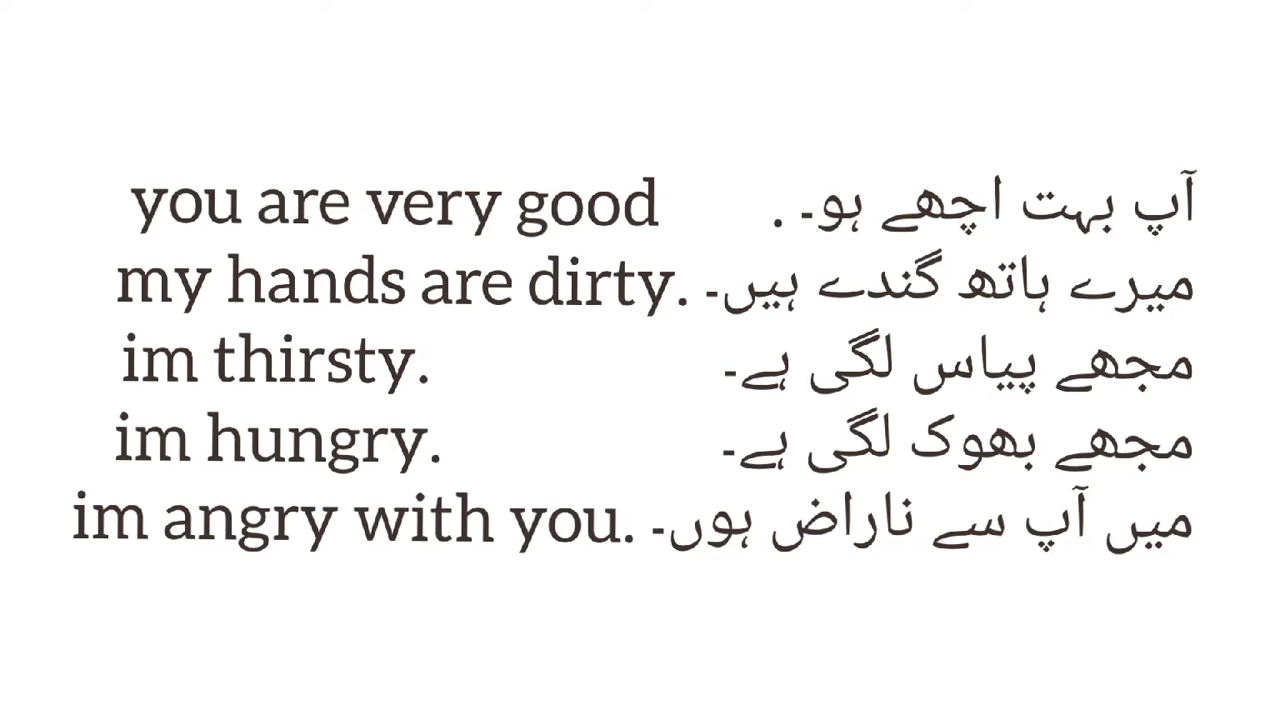 you are very good آپ بہت اچھے ہو۔ .
my hands are dirty. میرے ہاتھ گندے ہیں۔
im thirsty. مجھے پیاس لگی ہے۔
im hungry. مجھے بھوک لگی ہے۔
im angry with you. میں آپ سے ناراض ہوں۔